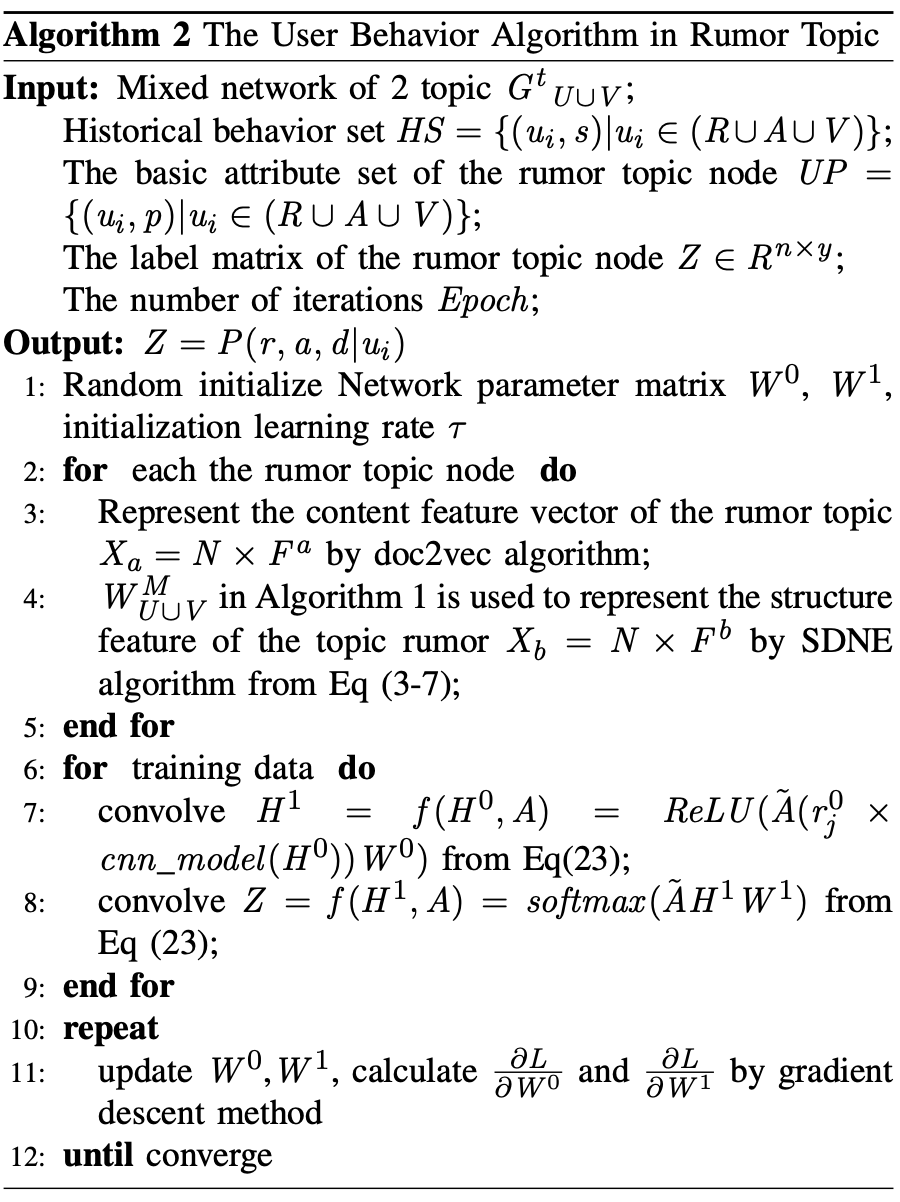 Algorithm 2 The User Behavior Algorithm in Rumor Topic
Input: Mixed network of 2 topic $G^t{}_{U \cup V}$;
Historical behavior set $HS = \{(u_i, s)|u_i \in (R \cup A \cup V)\}$;
The basic attribute set of the rumor topic node $UP =$
$\{(u_i, p)|u_i \in (R \cup A \cup V)\}$;
The label matrix of the rumor topic node $Z \in R^{n \times y}$;
The number of iterations $Epoch$;
Output: $Z = P(r, a, d|u_i)$
1: Random initialize Network parameter matrix $W^0$, $W^1$,
initialization learning rate $\tau$
2: for each the rumor topic node do
3: Represent the content feature vector of the rumor topic
$X_a = N \times F^a$ by doc2vec algorithm;
4: $W^M_{U \cup V}$ in Algorithm 1 is used to represent the structure
feature of the topic rumor $X_b = N \times F^b$ by SDNE
algorithm from Eq (3-7);
5: end for
6: for training data do
7: convolve $H^1 = f(H^0, A) = ReLU(\tilde{A}(r^0_j \times$
$cnn\_model(H^0))W^0)$ from Eq(23);
8: convolve $Z = f(H^1, A) = softmax(\tilde{A}H^1W^1)$ from
Eq (23);
9: end for
10: repeat
11: update $W^0, W^1$, calculate $\frac{\partial L}{\partial W^0}$ and $\frac{\partial L}{\partial W^1}$ by gradient
descent method
12: until converge